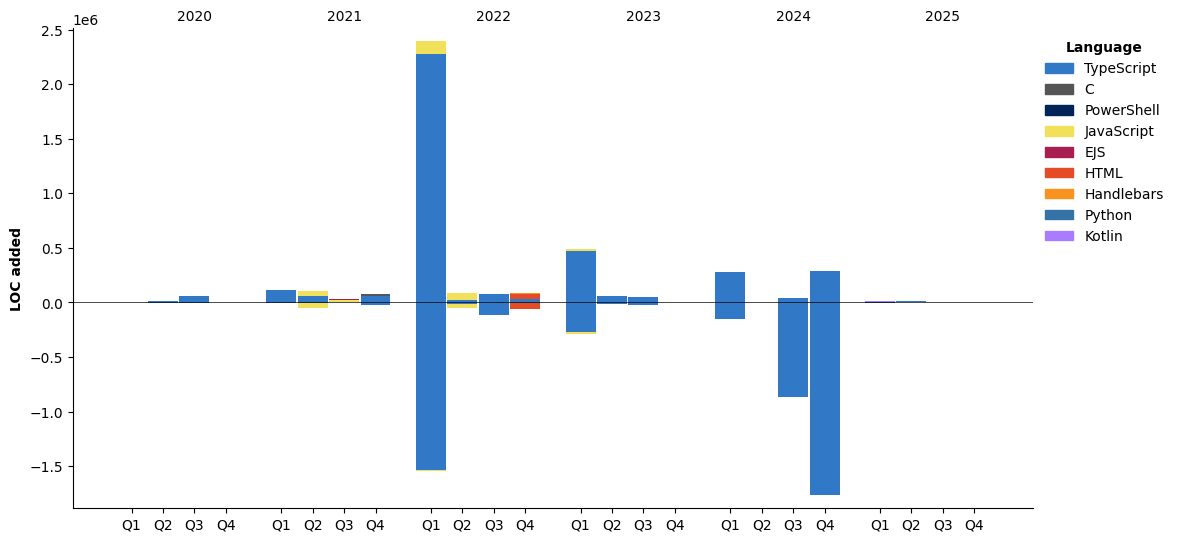 1e6
2020 2021 2022 2023 2024 2025
2.5
2.0
1.5
1.0
0.5
0.0
−0.5
−1.0
−1.5
LOC added
Q1 Q2 Q3 Q4 Q1 Q2 Q3 Q4 Q1 Q2 Q3 Q4 Q1 Q2 Q3 Q4 Q1 Q2 Q3 Q4 Q1 Q2 Q3 Q4
Language
TypeScript
C
PowerShell
JavaScript
EJS
HTML
Handlebars
Python
Kotlin